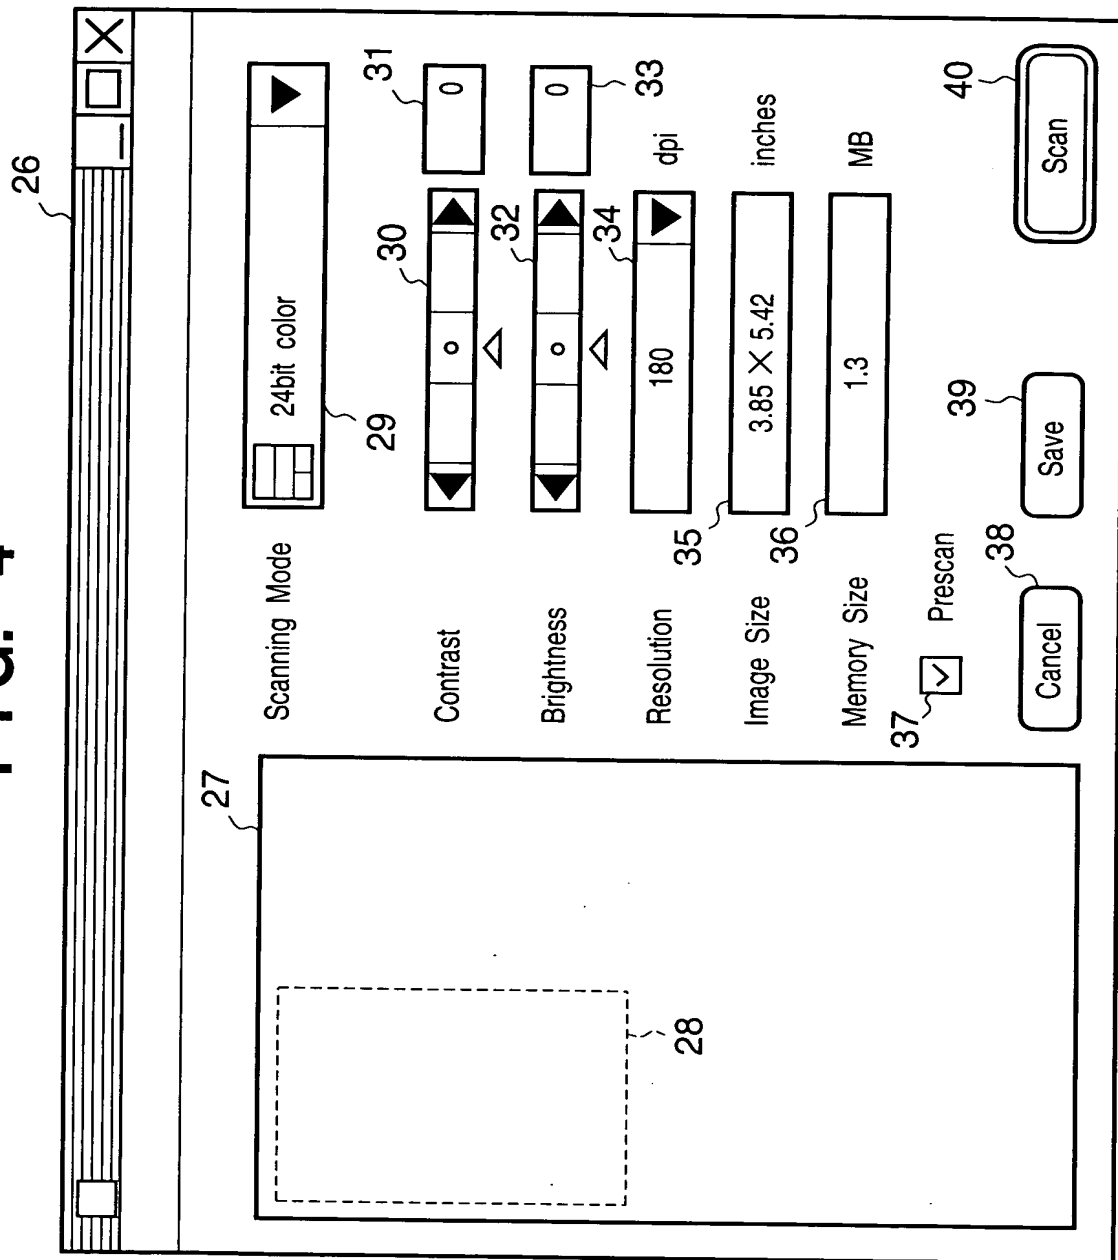 FIG. 4
26
27
28
Scanning Mode
24bit color
29
Contrast
30
0
31
Brightness
32
0
33
Resolution
180
34
dpi
Image Size
35
3.85 × 5.42
inches
Memory Size
36
1.3
MB
37
Prescan
Cancel
38
Save
39
Scan
40